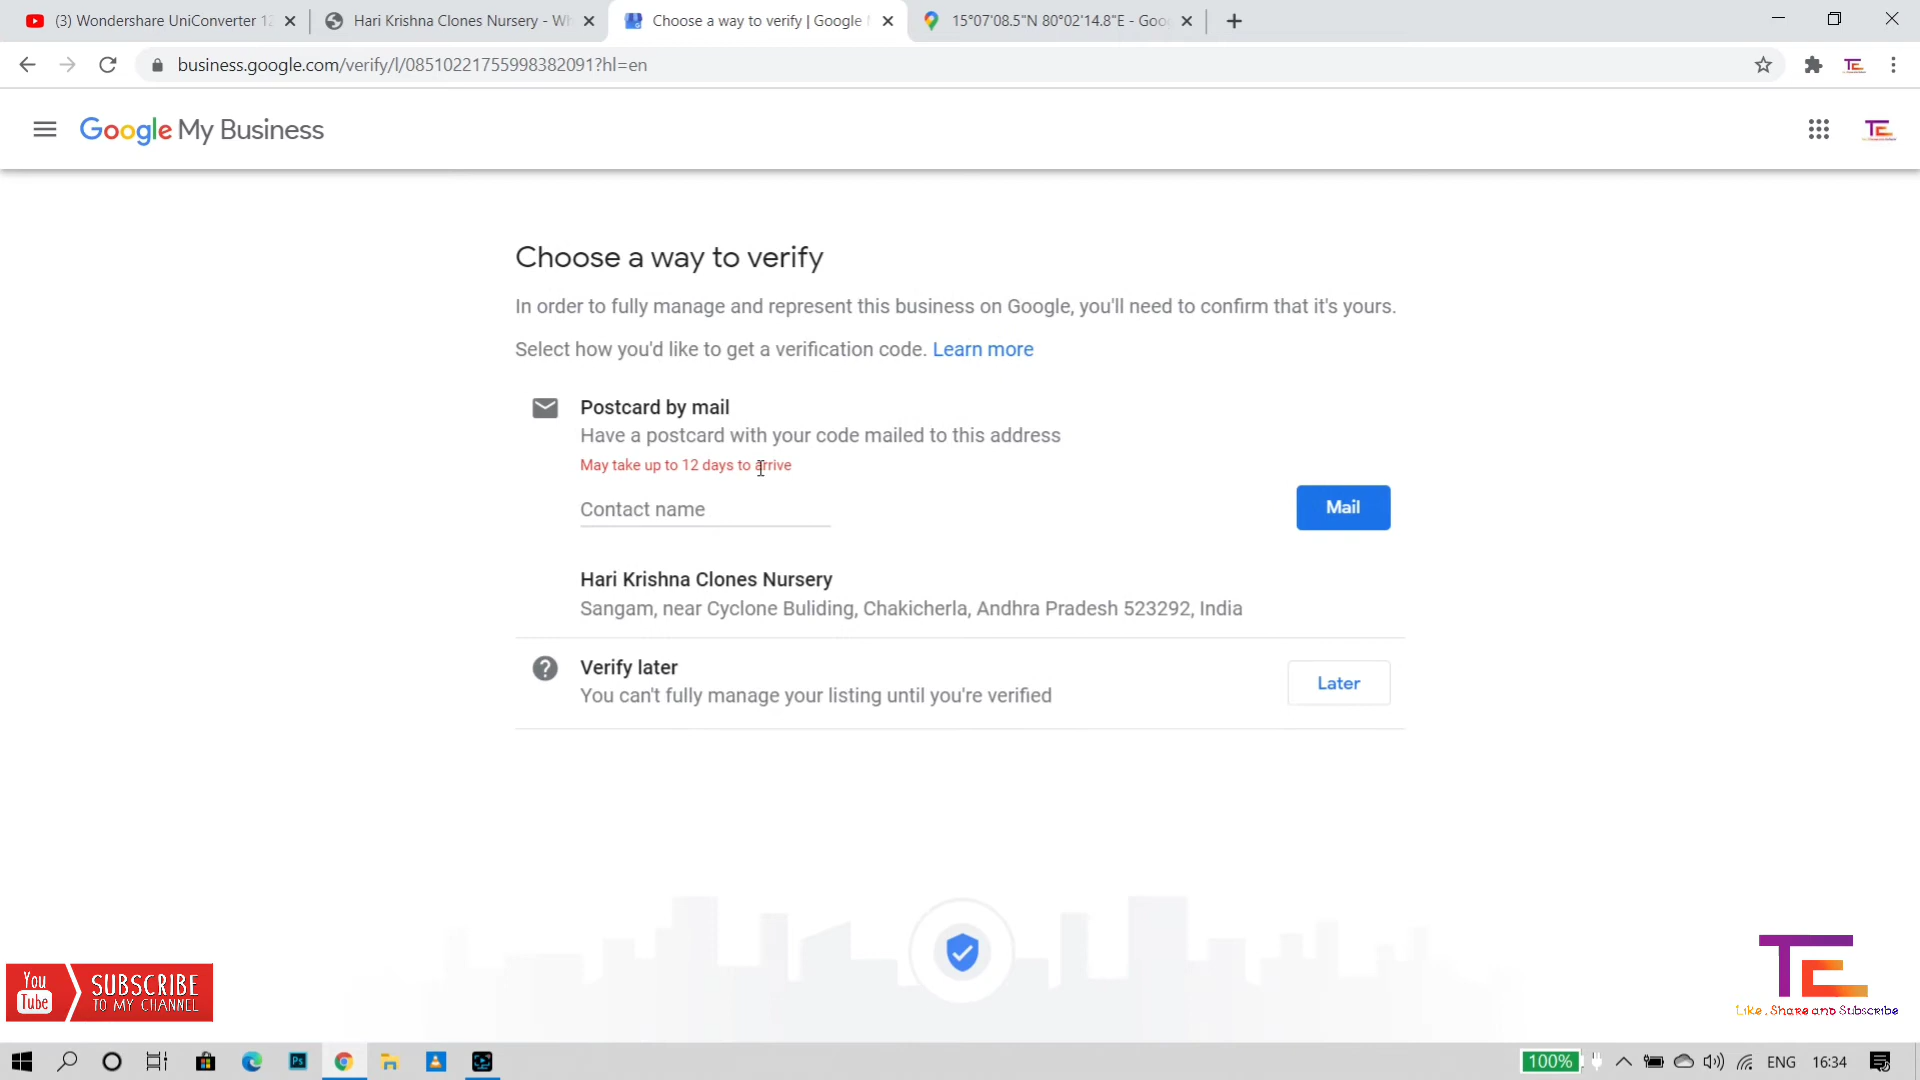 (3) Wondershare UniConverter 12
Hari Krishna Clones Nursery - Wh
Choose a way to verify | Google
15°07'08.5"N 80°02'14.8"E - Goo
business.google.com/verify/l/08510221755998382091?hl=en
TE
Google My Business
TE
Choose a way to verify
In order to fully manage and represent this business on Google, you'll need to confirm that it's yours.
Select how you'd like to get a verification code. Learn more
Postcard by mail
Have a postcard with your code mailed to this address
May take up to 12 days to arrive
Contact name
Mail
Hari Krishna Clones Nursery
Sangam, near Cyclone Buliding, Chakicherla, Andhra Pradesh 523292, India
Verify later
You can't fully manage your listing until you're verified
Later
You Tube
SUBSCRIBE
TO MY CHANNEL
TE
Like, Share and Subscribe
Ps
100%
ENG
16:34